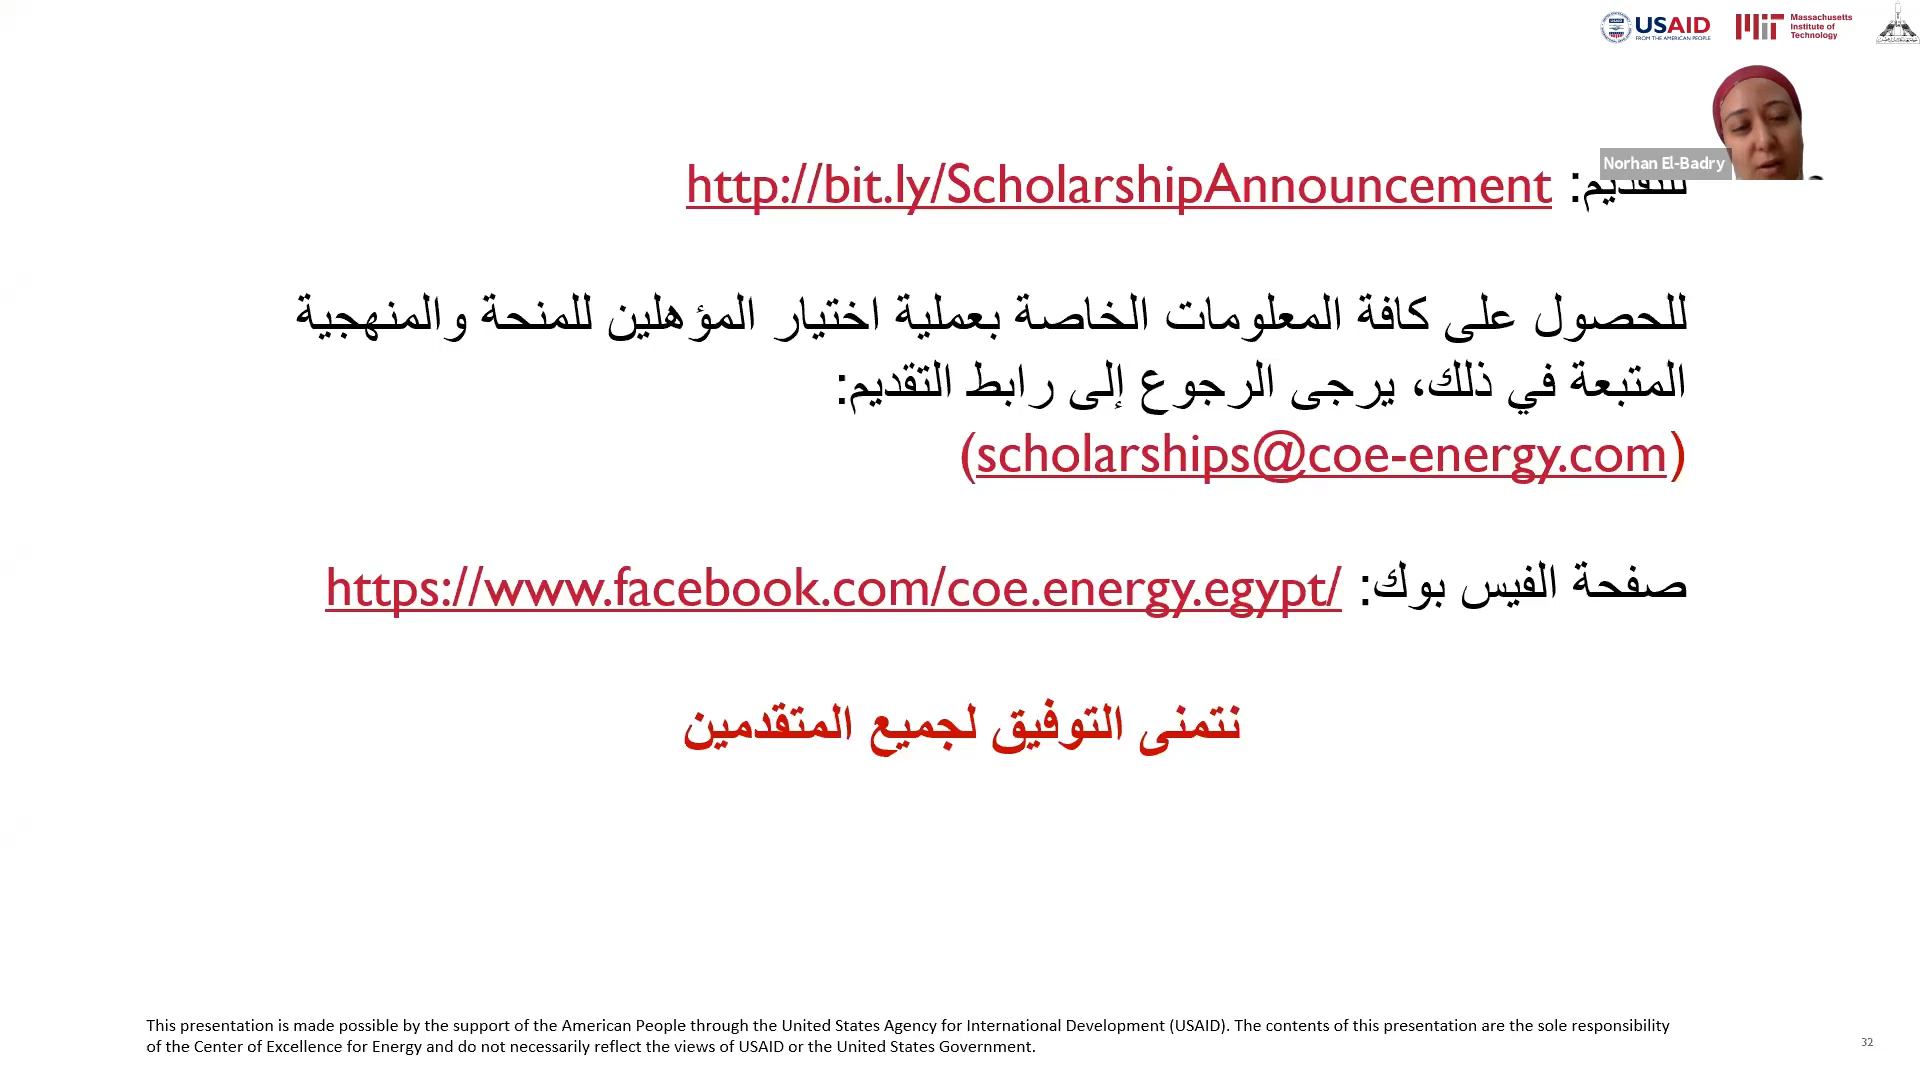 USAID
FROM THE AMERICAN PEOPLE
Massachusetts
Institute of
Technology
Norhan El-Badry
للتقديم: http://bit.ly/ScholarshipAnnouncement
للحصول على كافة المعلومات الخاصة بعملية اختيار المؤهلين للمنحة والمنهجية
المتبعة في ذلك، يرجى الرجوع إلى رابط التقديم:
(scholarships@coe-energy.com)
صفحة الفيس بوك: https://www.facebook.com/coe.energy.egypt/
نتمنى التوفيق لجميع المتقدمين
This presentation is made possible by the support of the American People through the United States Agency for International Development (USAID). The contents of this presentation are the sole responsibility
of the Center of Excellence for Energy and do not necessarily reflect the views of USAID or the United States Government.
32